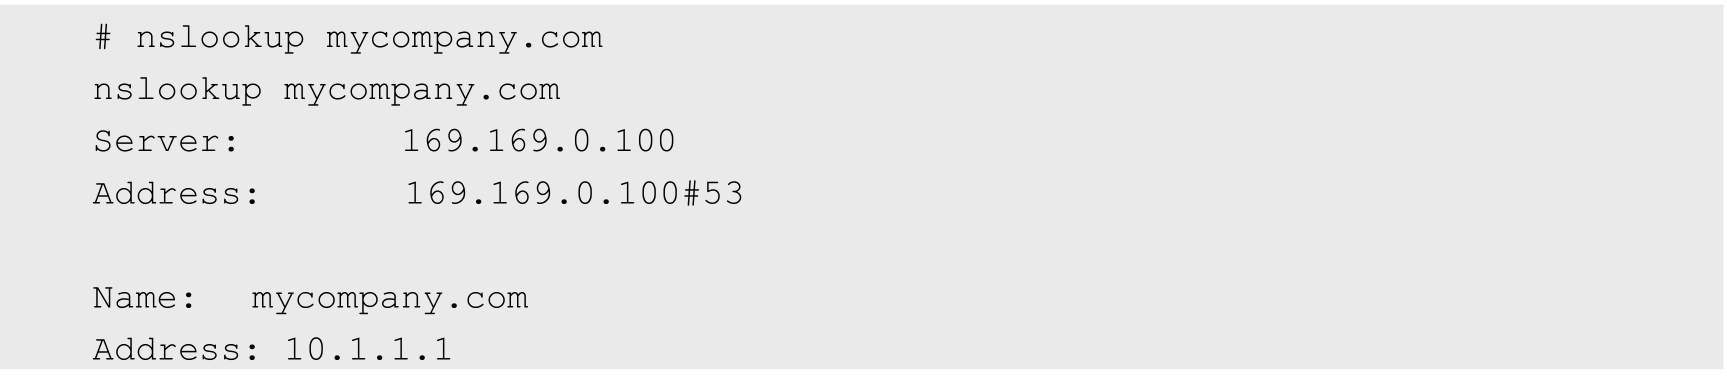 # nslookup mycompany.com
nslookup mycompany.com
Server:        169.169.0.100
Address:       169.169.0.100#53

Name:   mycompany.com
Address: 10.1.1.1